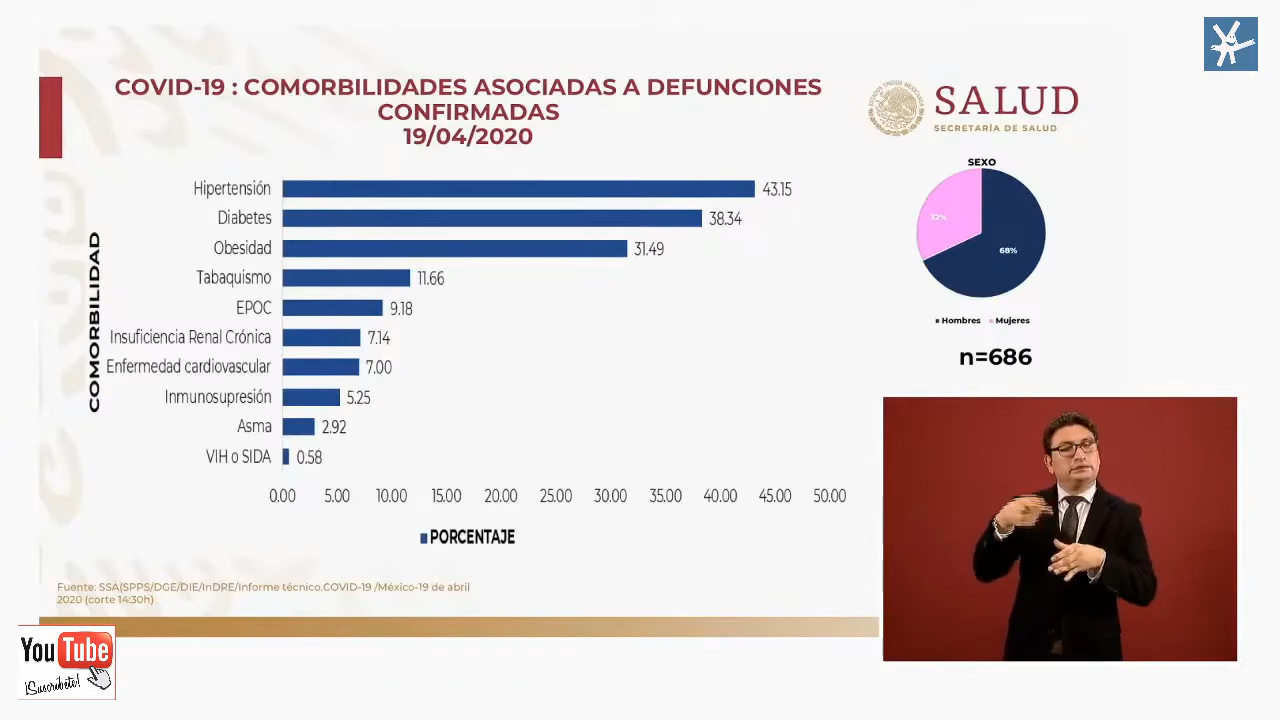 COVID-19 : COMORBILIDADES ASOCIADAS A DEFUNCIONES
CONFIRMADAS
19/04/2020
SALUD
SECRETARÍA DE SALUD
COMORBILIDAD
Hipertensión 43.15
Diabetes 38.34
Obesidad 31.49
Tabaquismo 11.66
EPOC 9.18
Insuficiencia Renal Crónica 7.14
Enfermedad cardiovascular 7.00
Inmunosupresión 5.25
Asma 2.92
VIH o SIDA 0.58
0.00 5.00 10.00 15.00 20.00 25.00 30.00 35.00 40.00 45.00 50.00
PORCENTAJE
SEXO
32%
68%
Hombres Mujeres
n=686
Fuente: SSA(SPPS/DGE/DIE/InDRE/Informe técnico.COVID-19 /México-19 de abril
2020 (corte 14:30h)
YouTube
¡Suscríbete!